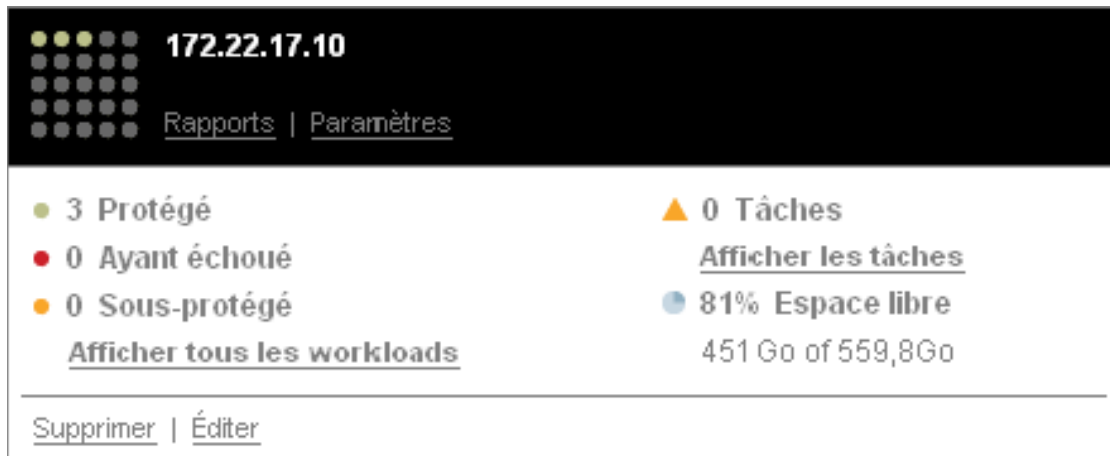 172.22.17.10
Rapports | Paramètres
3 Protégé
0 Ayant échoué
0 Sous-protégé
Afficher tous les workloads
0 Tâches
Afficher les tâches
81% Espace libre
451 Go of 559,8Go
Supprimer | Éditer